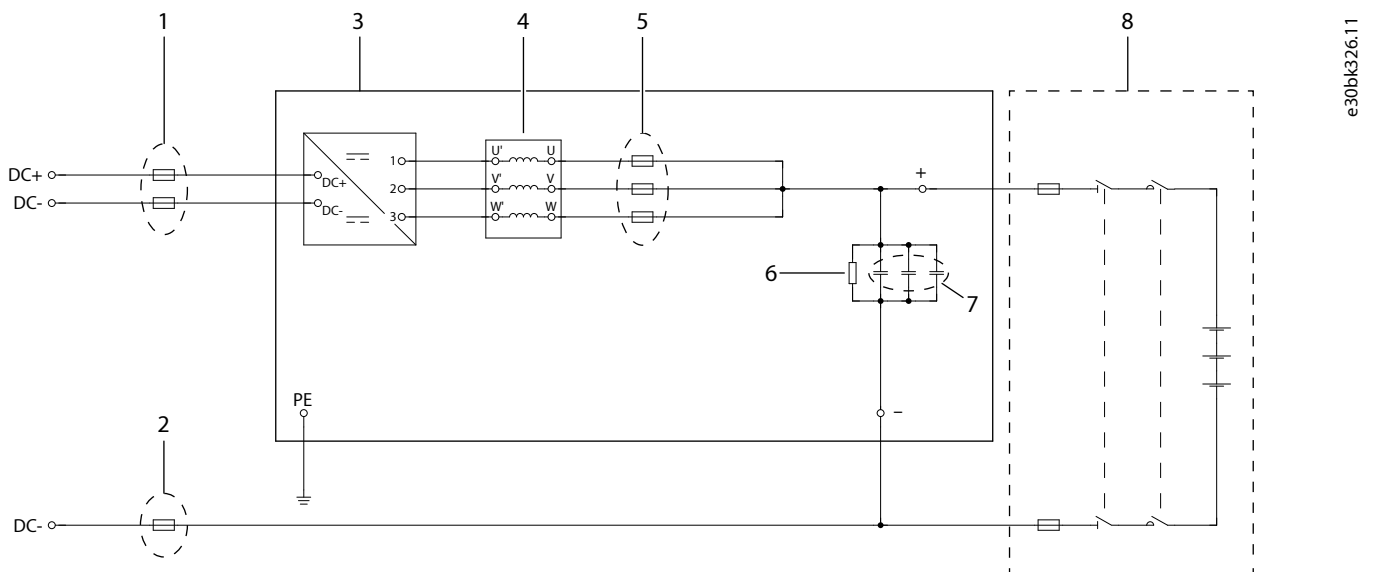 1
3
4
5
8
e30bk326.11
DC+
DC-
DC+
DC-
1
2
3
U'
U
V'
V
W'
W
+
6
7
PE
–
2
DC-